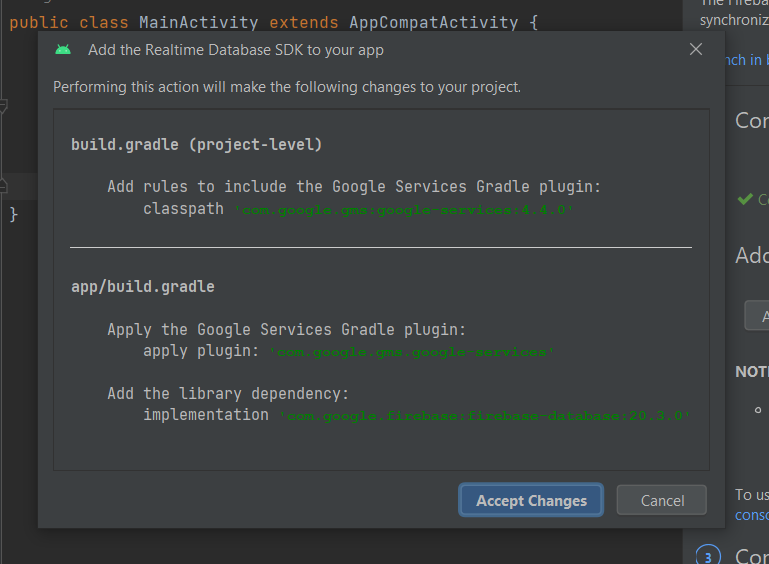 public class MainActivity extends AppCompatActivity {
synchroniz
Add the Realtime Database SDK to your app
Performing this action will make the following changes to your project.
build.gradle (project-level)
Add rules to include the Google Services Gradle plugin:
classpath 'com.google.gms:google-services:4.4.0'
app/build.gradle
Apply the Google Services Gradle plugin:
apply plugin: 'com.google.gms.google-services'
Add the library dependency:
implementation 'com.google.firebase:firebase-database:20.3.0'
Accept Changes
Cancel
}
nch in b
Con
Add
A
NOT
To us
conso
3
Con